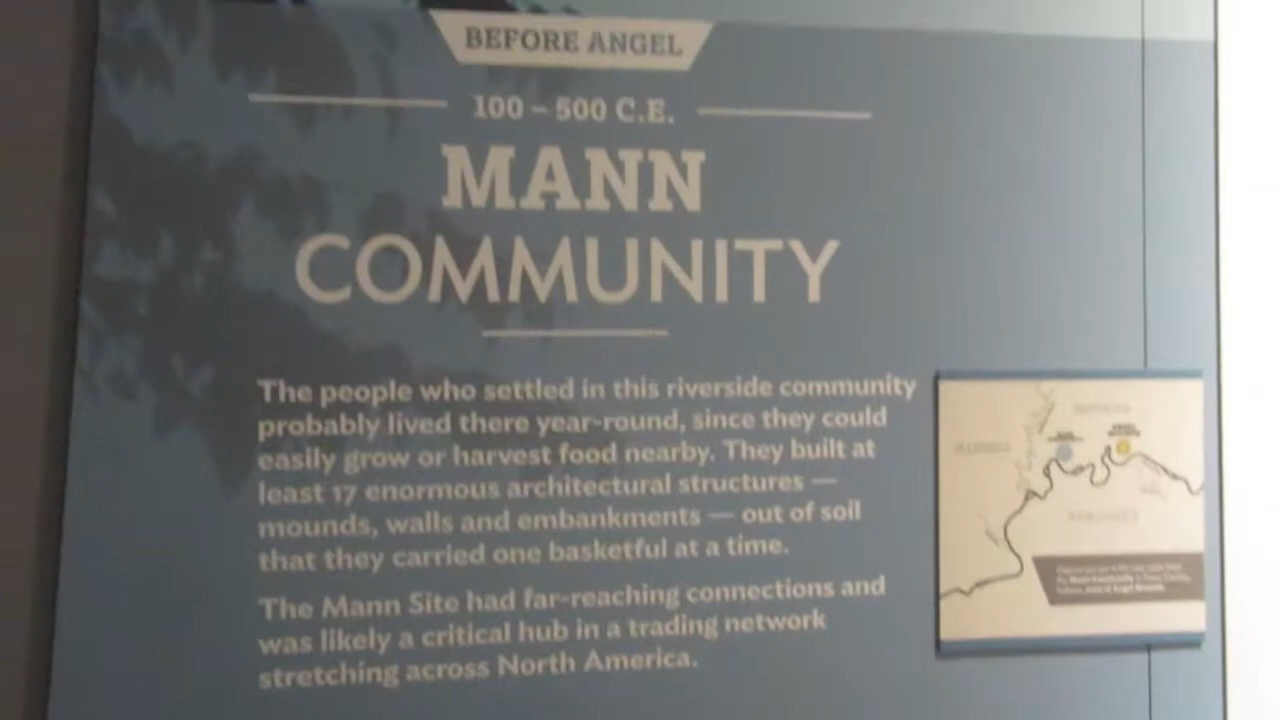 BEFORE ANGEL
100 – 500 C.E.
MANN
COMMUNITY
The people who settled in this riverside community
probably lived there year-round, since they could
easily grow or harvest food nearby. They built at
least 17 enormous architectural structures —
mounds, walls and embankments — out of soil
that they carried one basketful at a time.
The Mann Site had far-reaching connections and
was likely a critical hub in a trading network
stretching across North America.